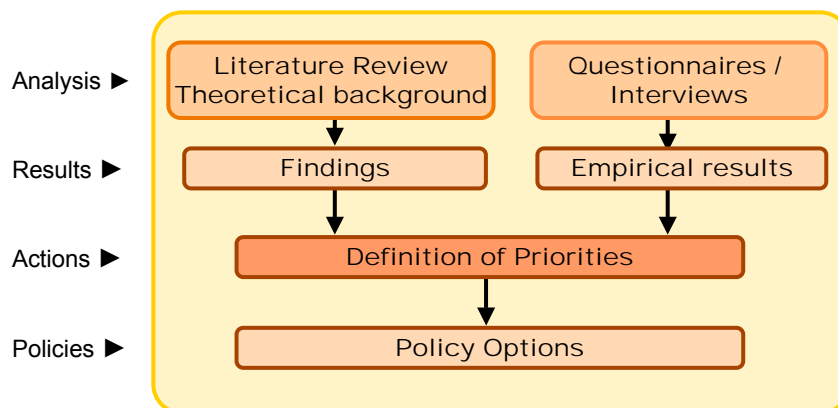 Analysis ►
Literature Review
Theoretical background
Questionnaires /
Interviews
Results ►
Findings
Empirical results
Actions ►
Definition of Priorities
Policies ►
Policy Options